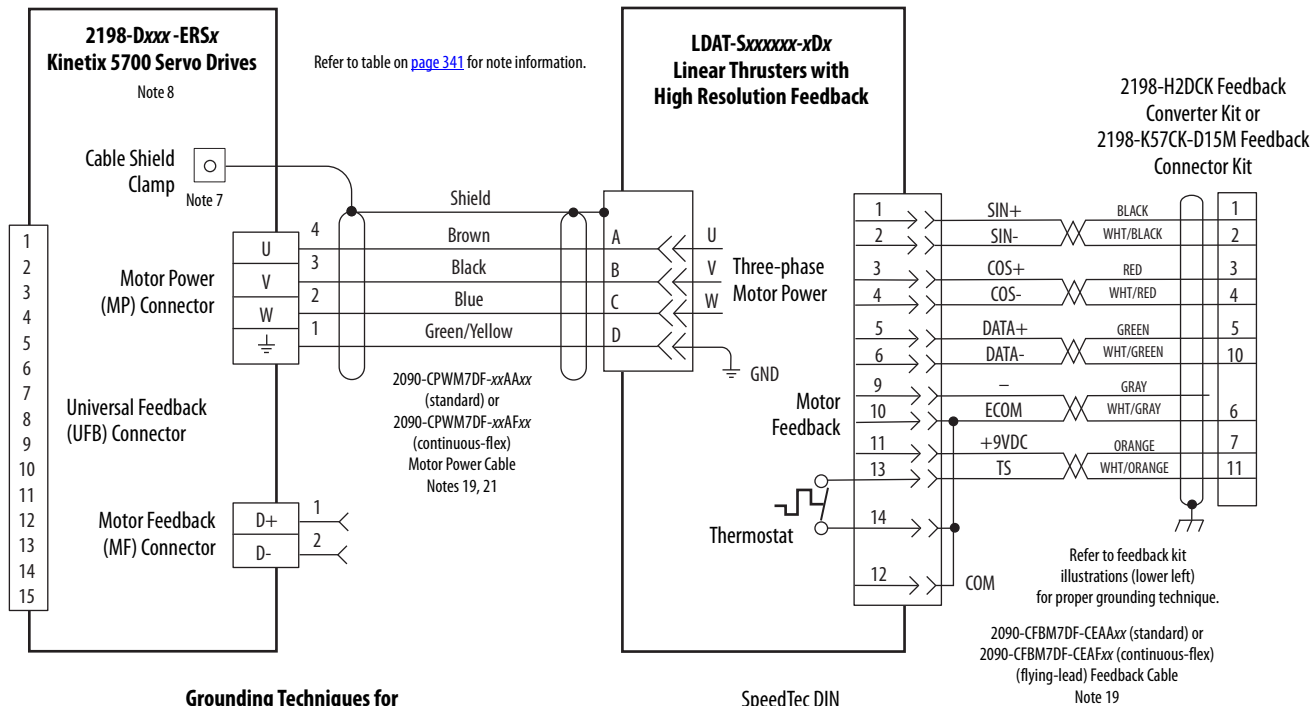 2198-Dxxx -ERSx
Kinetix 5700 Servo Drives
Note 8
Refer to table on page 341 for note information.
LDAT-Sxxxxxx-xDx
Linear Thrusters with
High Resolution Feedback
2198-H2DCK Feedback
Converter Kit or
2198-K57CK-D15M Feedback
Connector Kit
Cable Shield
Clamp
Note 7
Shield
1
2
3
4
5
6
7
8
9
10
11
12
13
14
15
Motor Power
(MP) Connector
U
V
W
4
3
2
1
Brown
Black
Blue
Green/Yellow
A
B
C
D
U
V
W
Three-phase
Motor Power
GND
2090-CPWM7DF-xxAAxx
(standard) or
2090-CPWM7DF-xxAFxx
(continuous-flex)
Motor Power Cable
Notes 19, 21
Universal Feedback
(UFB) Connector
Motor Feedback
(MF) Connector
D+
D-
1
2
Motor
Feedback
Thermostat
1 SIN+ BLACK 1
2 SIN- WHT/BLACK 2
3 COS+ RED 3
4 COS- WHT/RED 4
5 DATA+ GREEN 5
6 DATA- WHT/GREEN 10
9 – GRAY
10 ECOM WHT/GRAY 6
11 +9VDC ORANGE 7
13 TS WHT/ORANGE 11
14
12 COM
Refer to feedback kit
illustrations (lower left)
for proper grounding technique.
2090-CFBM7DF-CEAAxx (standard) or
2090-CFBM7DF-CEAFxx (continuous-flex)
(flying-lead) Feedback Cable
Note 19
Grounding Techniques for
SpeedTec DIN